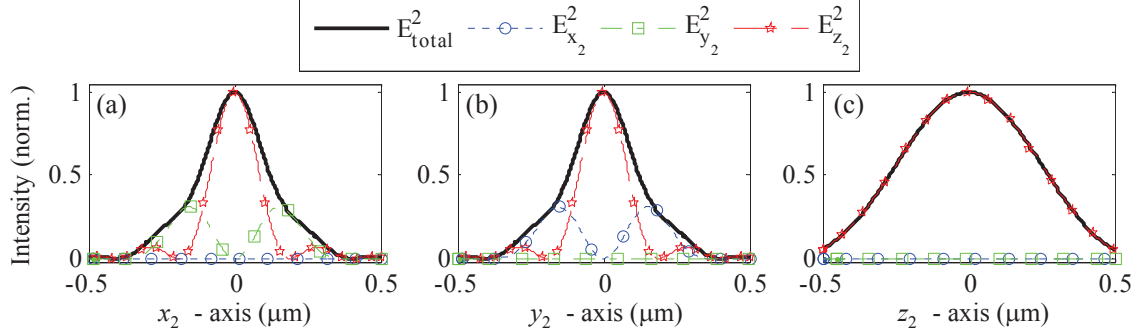 E²total E²x₂ E²y₂ E²z₂
(a) (b) (c)
Intensity (norm.)
1 1 1
0.5 0.5 0.5
0 0 0
-0.5 0 0.5 -0.5 0 0.5 -0.5 0 0.5
x₂ - axis (μm) y₂ - axis (μm) z₂ - axis (μm)